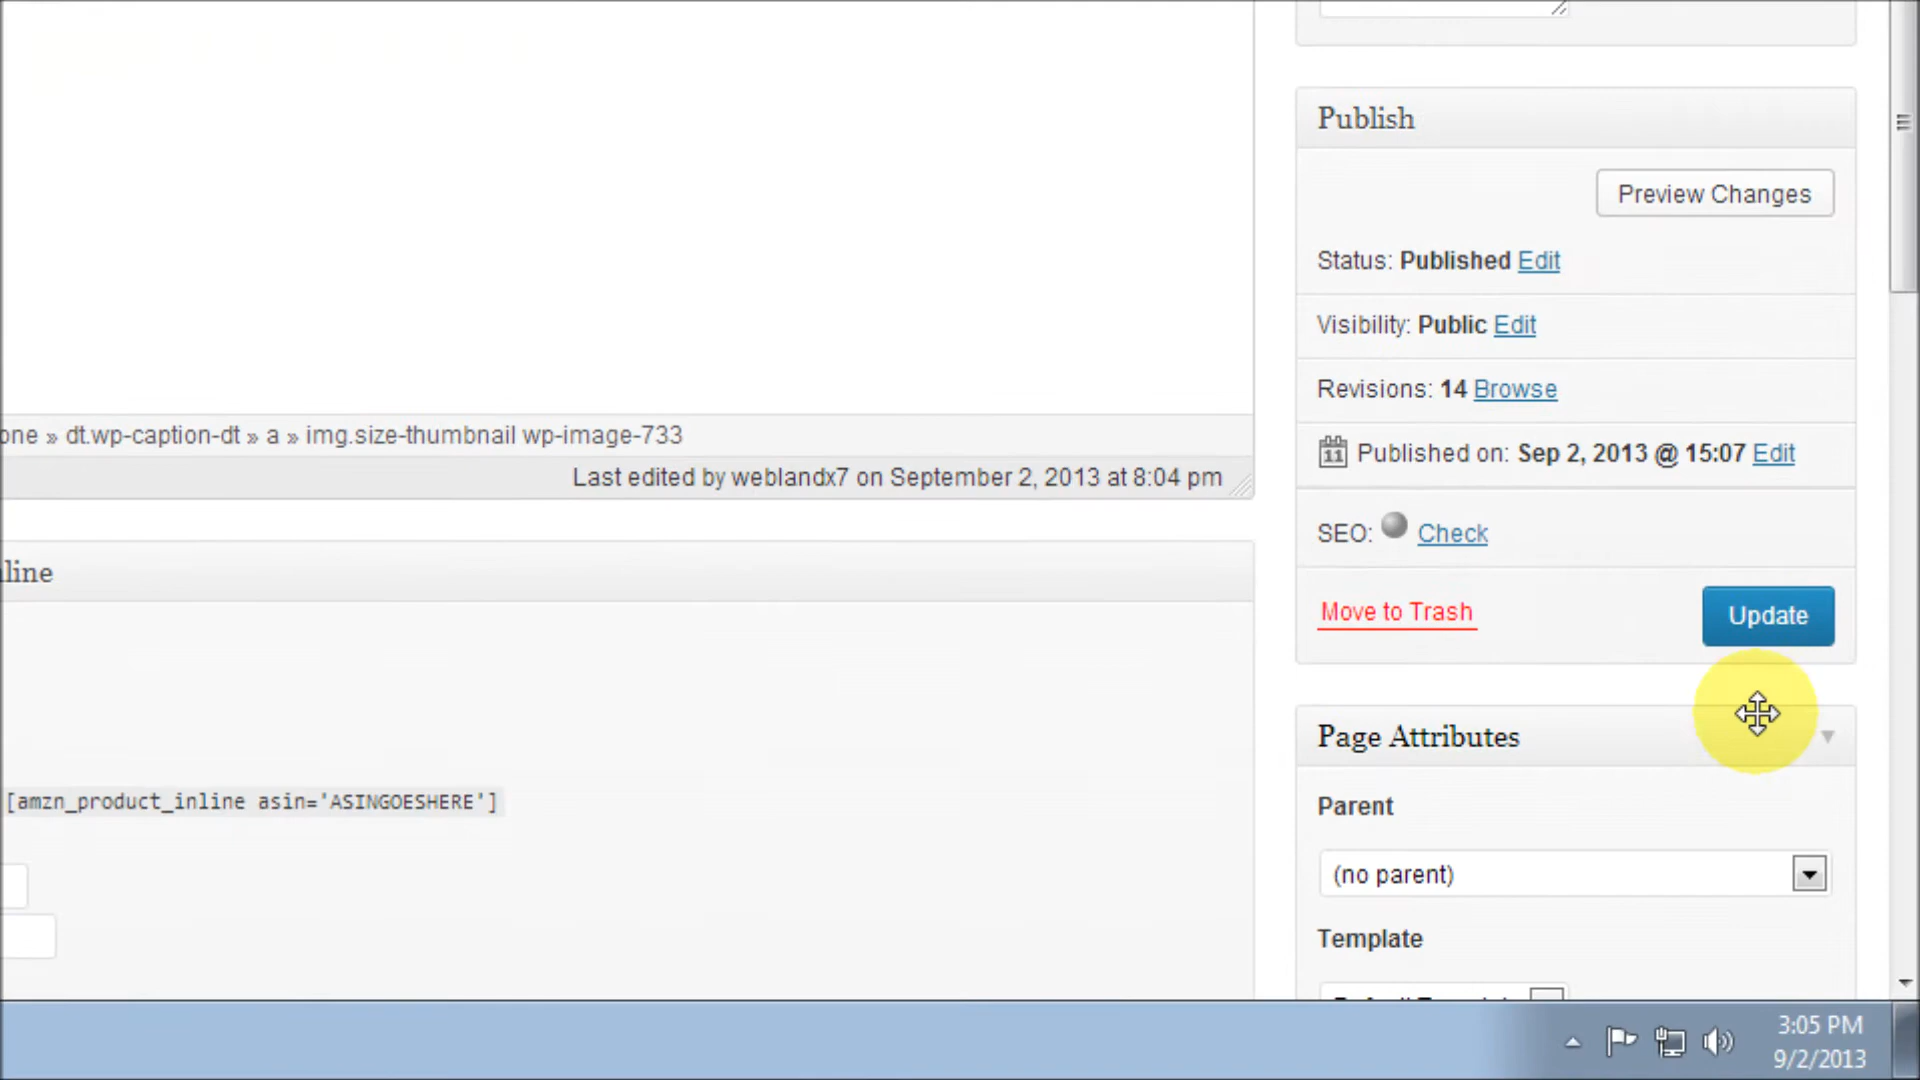 Publish
Preview Changes
Status: Published Edit
Visibility: Public Edit
Revisions: 14 Browse
11 Published on: Sep 2, 2013 @ 15:07 Edit
SEO: Check
Move to Trash Update
one » dt.wp-caption-dt » a » img.size-thumbnail wp-image-733
Last edited by weblandx7 on September 2, 2013 at 8:04 pm
line
[amzn_product_inline asin='ASINGOESHERE']
Page Attributes
Parent
(no parent)
Template
3:05 PM
9/2/2013